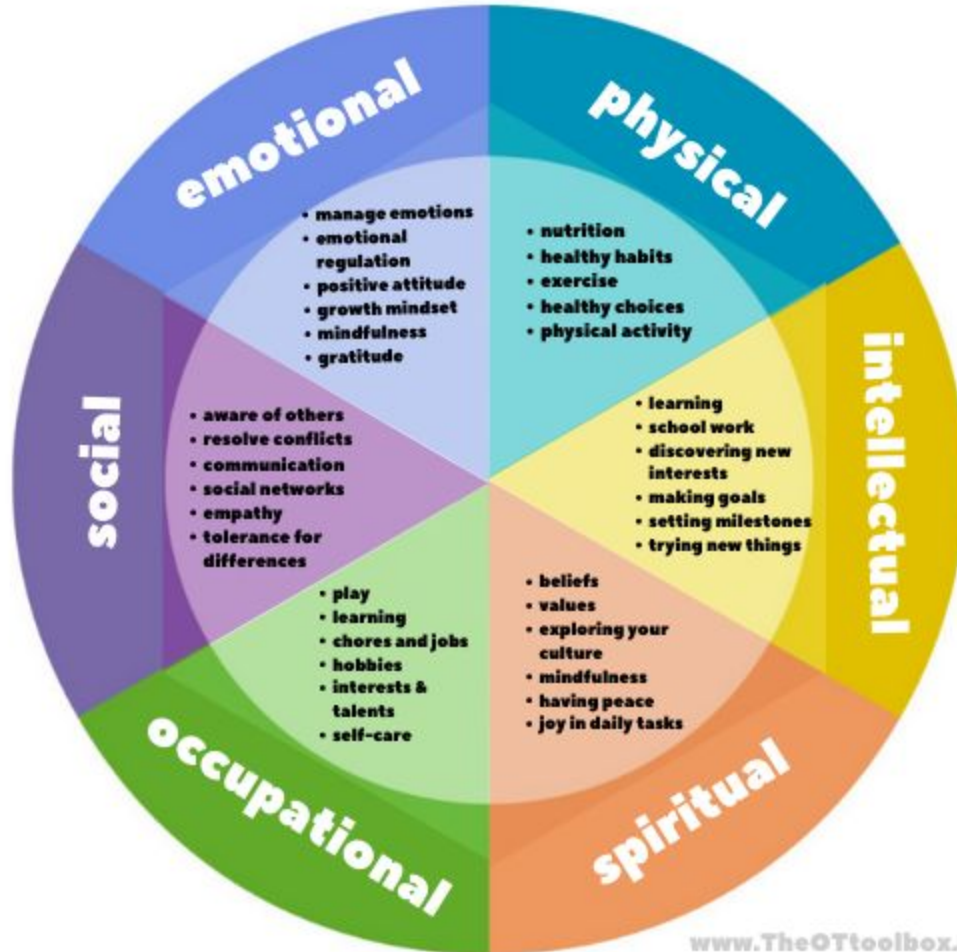 emotional
• manage emotions
• emotional
regulation
• positive attitude
• growth mindset
• mindfulness
• gratitude
physical
• nutrition
• healthy habits
• exercise
• healthy choices
• physical activity
intellectual
• learning
• school work
• discovering new
interests
• making goals
• setting milestones
• trying new things
spiritual
• beliefs
• values
• exploring your
culture
• mindfulness
• having peace
• joy in daily tasks
occupational
• play
• learning
• chores and jobs
• hobbies
• interests &
talents
• self-care
social
• aware of others
• resolve conflicts
• communication
• social networks
• empathy
• tolerance for
differences
www.TheOTtoolbox.